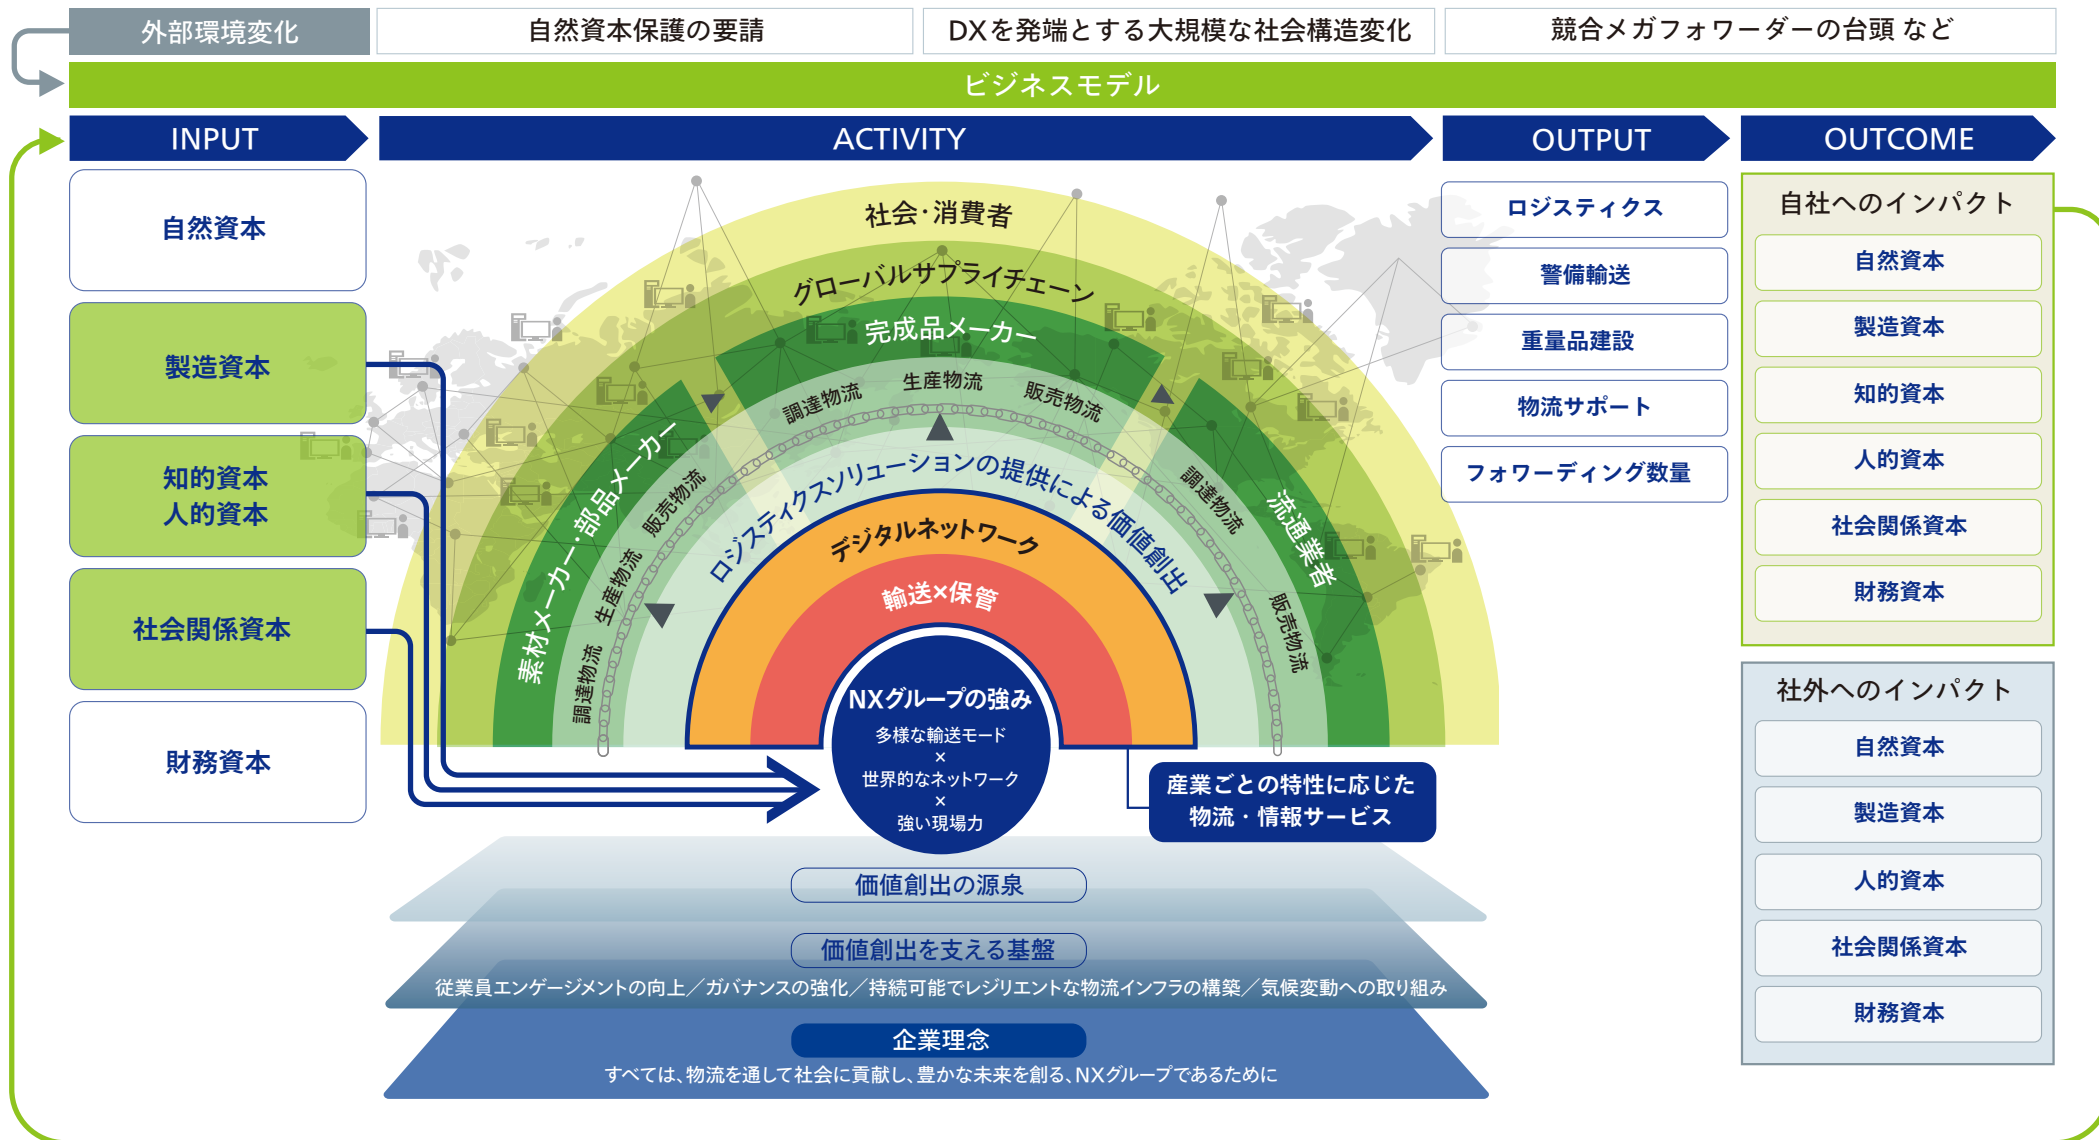 外部環境変化
自然資本保護の要請
DXを発端とする大規模な社会構造変化
競合メガフォワーダーの台頭 など
ビジネスモデル
INPUT
ACTIVITY
OUTPUT
OUTCOME
自然資本
製造資本
知的資本
人的資本
社会関係資本
財務資本
社会・消費者
グローバルサプライチェーン
完成品メーカー
調達物流
生産物流
販売物流
素材メーカー・部品メーカー
調達物流
生産物流
販売物流
流通業者
調達物流
販売物流
ロジスティクスソリューションの提供による価値創出
デジタルネットワーク
輸送×保管
NXグループの強み
多様な輸送モード
×
世界的なネットワーク
×
強い現場力
産業ごとの特性に応じた
物流・情報サービス
価値創出の源泉
価値創出を支える基盤
従業員エンゲージメントの向上／ガバナンスの強化／持続可能でレジリエントな物流インフラの構築／気候変動への取り組み
企業理念
すべては、物流を通して社会に貢献し、豊かな未来を創る、NXグループであるために
ロジスティクス
警備輸送
重量品建設
物流サポート
フォワーディング数量
自社へのインパクト
自然資本
製造資本
知的資本
人的資本
社会関係資本
財務資本
社外へのインパクト
自然資本
製造資本
人的資本
社会関係資本
財務資本